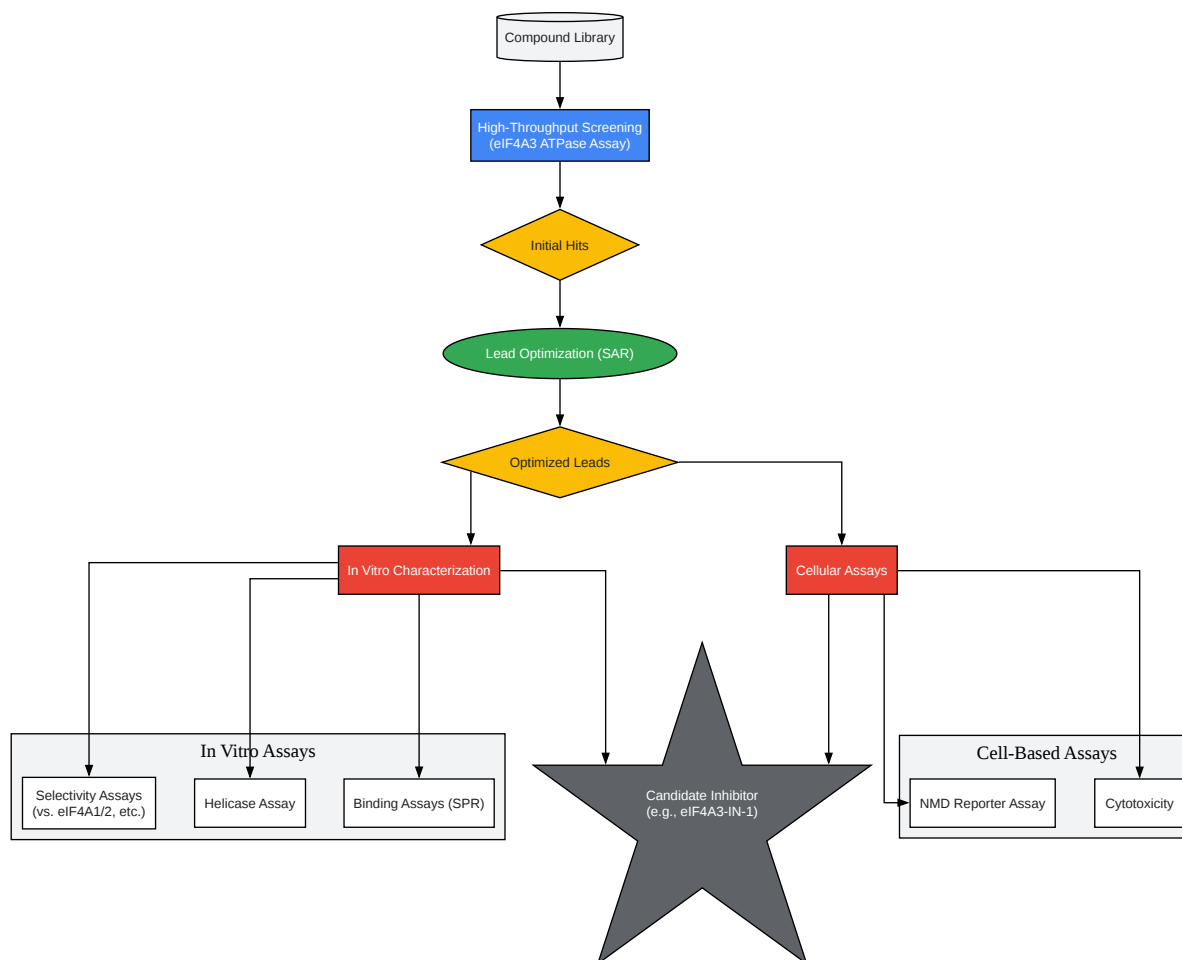 Compound Library
High-Throughput Screening
(eIF4A3 ATPase Assay)
Initial Hits
Lead Optimization (SAR)
Optimized Leads
In Vitro Characterization
Cellular Assays
In Vitro Assays
Selectivity Assays
(vs. eIF4A1/2, etc.)
Helicase Assay
Binding Assays (SPR)
Candidate Inhibitor
(e.g., eIF4A3-IN-1)
Cell-Based Assays
NMD Reporter Assay
Cytotoxicity